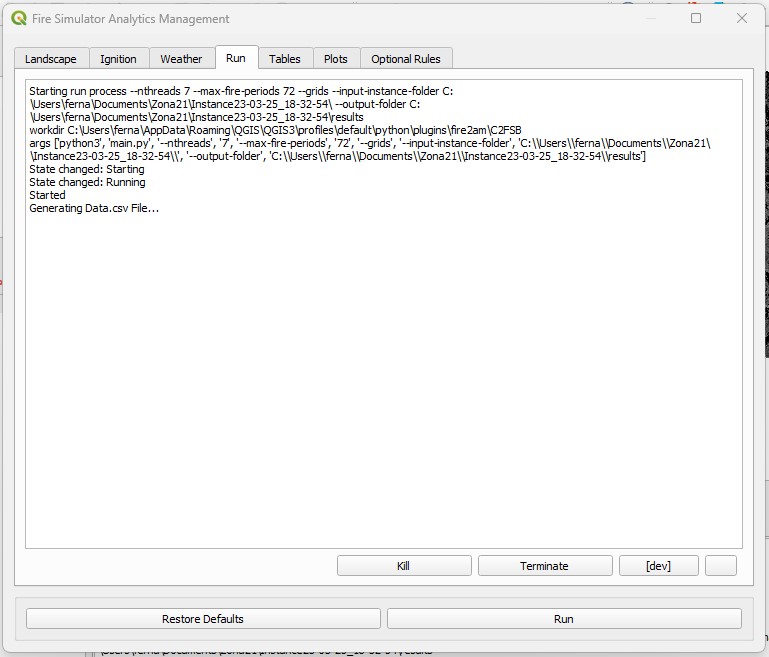 Fire Simulator Analytics Management
Landscape Ignition Weather Run Tables Plots Optional Rules
Starting run process --nthreads 7 --max-fire-periods 72 --grids --input-instance-folder C:
\Users\ferna\Documents\Zona21\Instance23-03-25_18-32-54\ --output-folder C:
\Users\ferna\Documents\Zona21\Instance23-03-25_18-32-54\results
workdir C:\Users\ferna\AppData\Roaming\QGIS\QGIS3\profiles\default\python\plugins\fire2am\C2FSB
args ['python3', 'main.py', '--nthreads', '7', '--max-fire-periods', '72', '--grids', '--input-instance-folder', 'C:\\Users\\ferna\\Documents\\Zona21\
\Instance23-03-25_18-32-54\\', '--output-folder', 'C:\\Users\\ferna\\Documents\\Zona21\\Instance23-03-25_18-32-54\\results']
State changed: Starting
State changed: Running
Started
Generating Data.csv File...
Kill Terminate [dev]
Restore Defaults Run